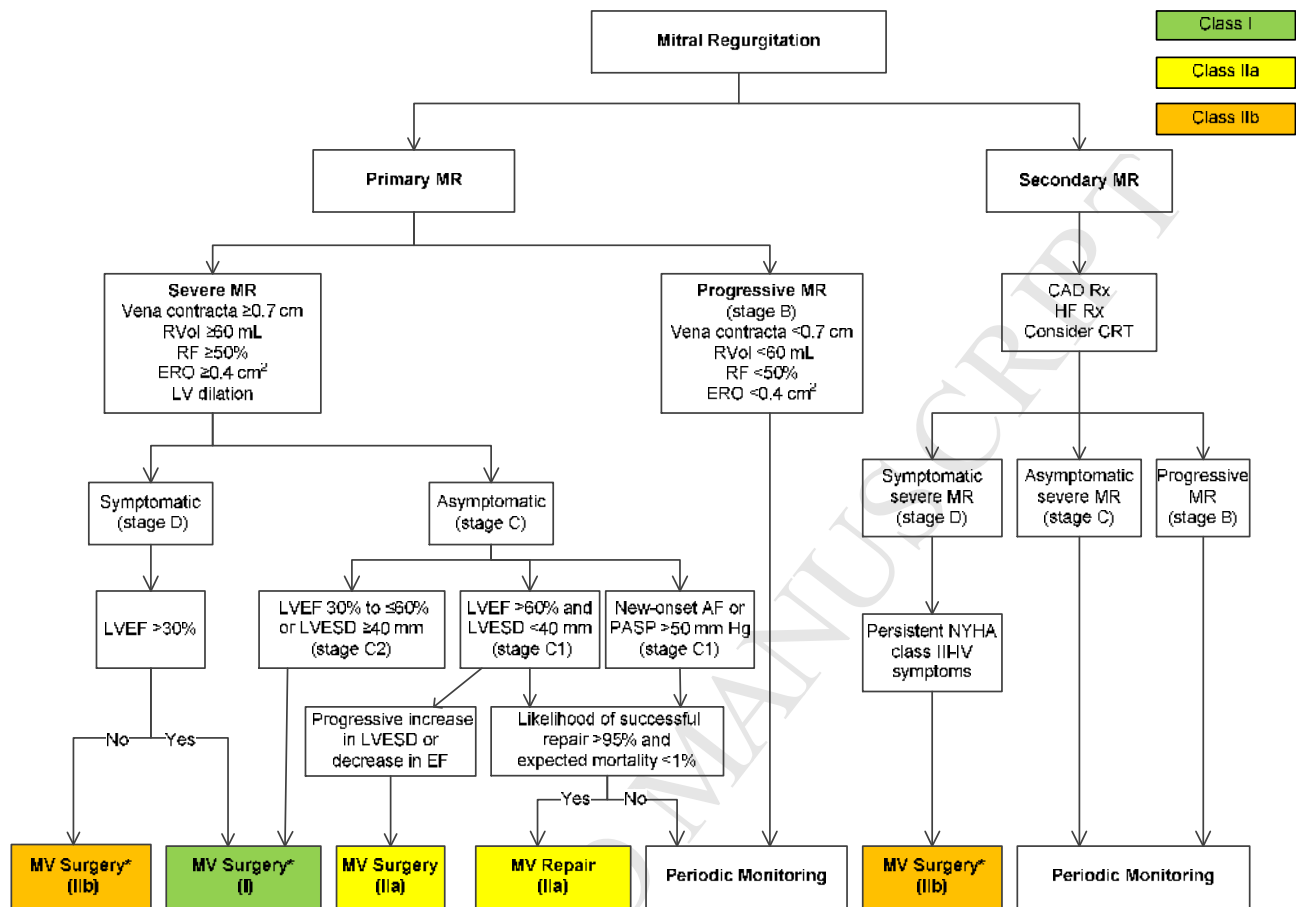 Mitral Regurgitation
Class I
Class IIa
Class IIb
Primary MR
Secondary MR
Severe MR
Vena contracta ≥0.7 cm
RVol ≥60 mL
RF ≥50%
ERO ≥0.4 cm²
LV dilation
Progressive MR
(stage B)
Vena contracta <0.7 cm
RVol <60 mL
RF <50%
ERO <0.4 cm²
CAD Rx
HF Rx
Consider CRT
Symptomatic
(stage D)
Asymptomatic
(stage C)
Symptomatic
severe MR
(stage D)
Asymptomatic
severe MR
(stage C)
Progressive
MR
(stage B)
LVEF >30%
LVEF 30% to ≤60%
or LVESD ≥40 mm
(stage C2)
LVEF >60% and
LVESD <40 mm
(stage C1)
New-onset AF or
PASP >50 mm Hg
(stage C1)
Persistent NYHA
class III-IV
symptoms
Progressive increase
in LVESD or
decrease in EF
Likelihood of successful
repair >95% and
expected mortality <1%
No
Yes
Yes
No
MV Surgery*
(IIb)
MV Surgery*
(I)
MV Surgery
(IIa)
MV Repair
(IIa)
Periodic Monitoring
MV Surgery*
(IIb)
Periodic Monitoring
D MANUSCRIPT